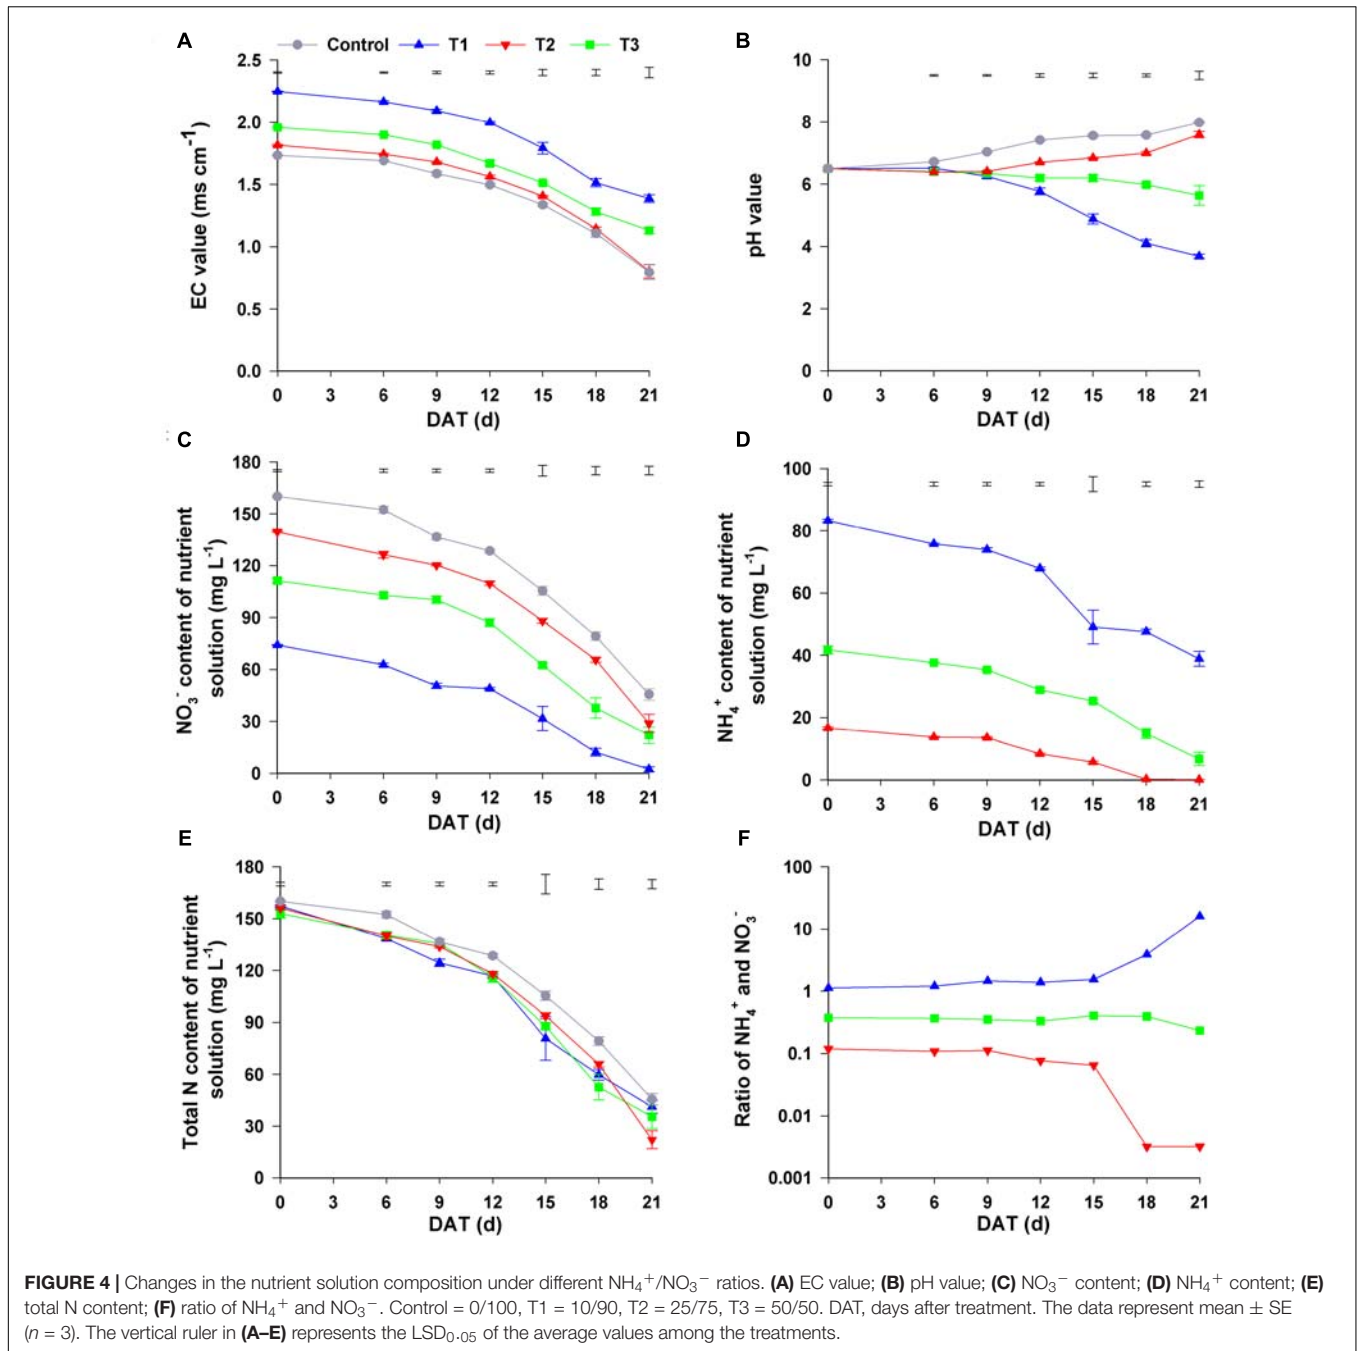 A
Control T1 T2 T3
EC value (ms cm⁻¹)
2.5
2.0
1.5
1.0
0.5
0.0
0 3 6 9 12 15 18 21
DAT (d)
B
pH value
10
8
6
4
2
0
0 3 6 9 12 15 18 21
DAT (d)
C
NO₃⁻ content of nutrient
solution (mg L⁻¹)
180
150
120
90
60
30
0
0 3 6 9 12 15 18 21
DAT (d)
D
NH₄⁺ content of nutrient
solution (mg L⁻¹)
100
80
60
40
20
0
0 3 6 9 12 15 18 21
DAT (d)
E
Total N content of nutrient
solution (mg L⁻¹)
180
150
120
90
60
30
0
0 3 6 9 12 15 18 21
DAT (d)
F
Ratio of NH₄⁺ and NO₃⁻
100
10
1
0.1
0.01
0.001
0 3 6 9 12 15 18 21
DAT (d)
FIGURE 4 | Changes in the nutrient solution composition under different NH₄⁺/NO₃⁻ ratios. (A) EC value; (B) pH value; (C) NO₃⁻ content; (D) NH₄⁺ content; (E)
total N content; (F) ratio of NH₄⁺ and NO₃⁻. Control = 0/100, T1 = 10/90, T2 = 25/75, T3 = 50/50. DAT, days after treatment. The data represent mean ± SE
(n = 3). The vertical ruler in (A–E) represents the LSD₀.₀₅ of the average values among the treatments.